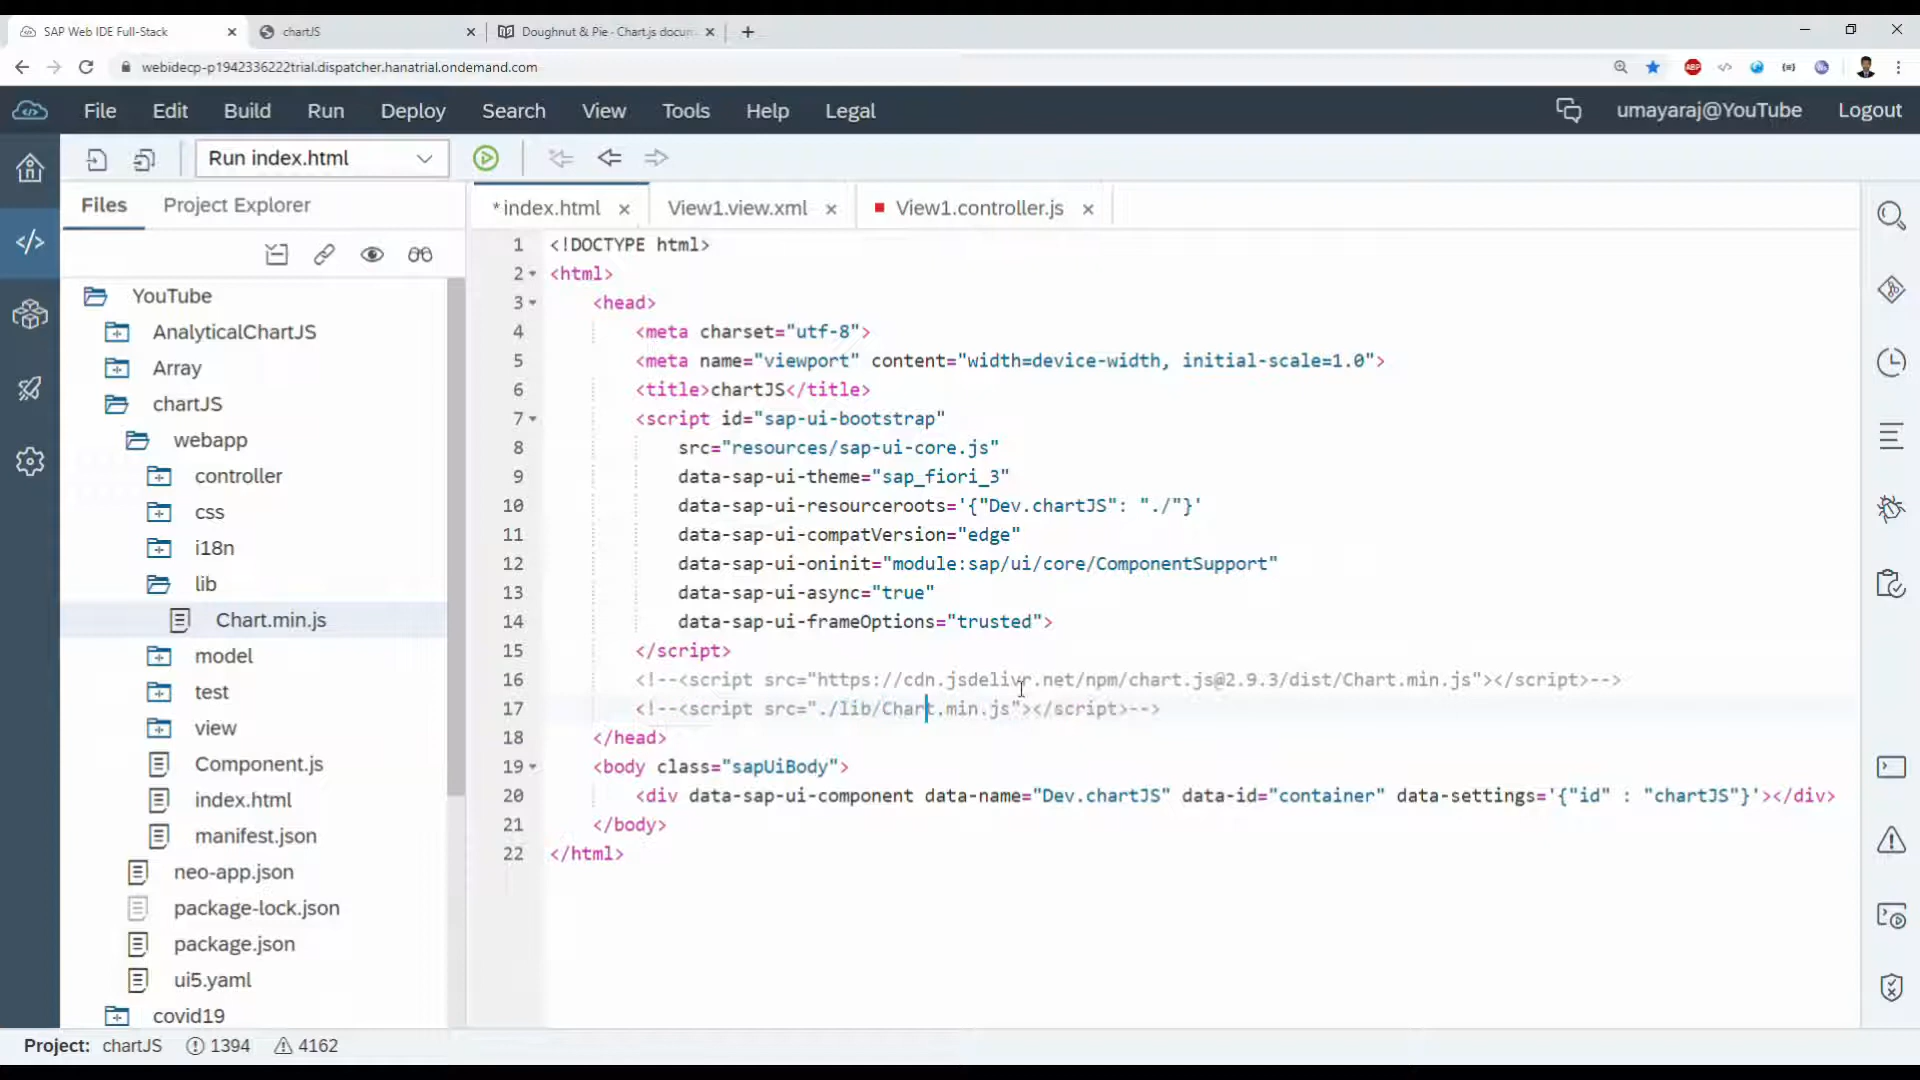 SAP Web IDE Full-Stack
chartJS
Doughnut & Pie - Chart.js docum
webidecp-p1942336222trial.dispatcher.hanatrial.ondemand.com
ABP
File Edit Build Run Deploy Search View Tools Help Legal
umayaraj@YouTube Logout
Run index.html
Files Project Explorer
*index.html
View1.view.xml
View1.controller.js
YouTube
AnalyticalChartJS
Array
chartJS
webapp
controller
css
i18n
lib
Chart.min.js
model
test
view
Component.js
index.html
manifest.json
neo-app.json
package-lock.json
package.json
ui5.yaml
covid19
1 <!DOCTYPE html>
2 <html>
3 <head>
4 <meta charset="utf-8">
5 <meta name="viewport" content="width=device-width, initial-scale=1.0">
6 <title>chartJS</title>
7 <script id="sap-ui-bootstrap"
8 src="resources/sap-ui-core.js"
9 data-sap-ui-theme="sap_fiori_3"
10 data-sap-ui-resourceroots='{"Dev.chartJS": "./"}'
11 data-sap-ui-compatVersion="edge"
12 data-sap-ui-oninit="module:sap/ui/core/ComponentSupport"
13 data-sap-ui-async="true"
14 data-sap-ui-frameOptions="trusted">
15 </script>
16 <!--<script src="https://cdn.jsdelivr.net/npm/chart.js@2.9.3/dist/Chart.min.js"></script>-->
17 <!--<script src="./lib/Chart.min.js"></script>-->
18 </head>
19 <body class="sapUiBody">
20 <div data-sap-ui-component data-name="Dev.chartJS" data-id="container" data-settings='{"id" : "chartJS"}'></div>
21 </body>
22 </html>
Project: chartJS 1394 4162